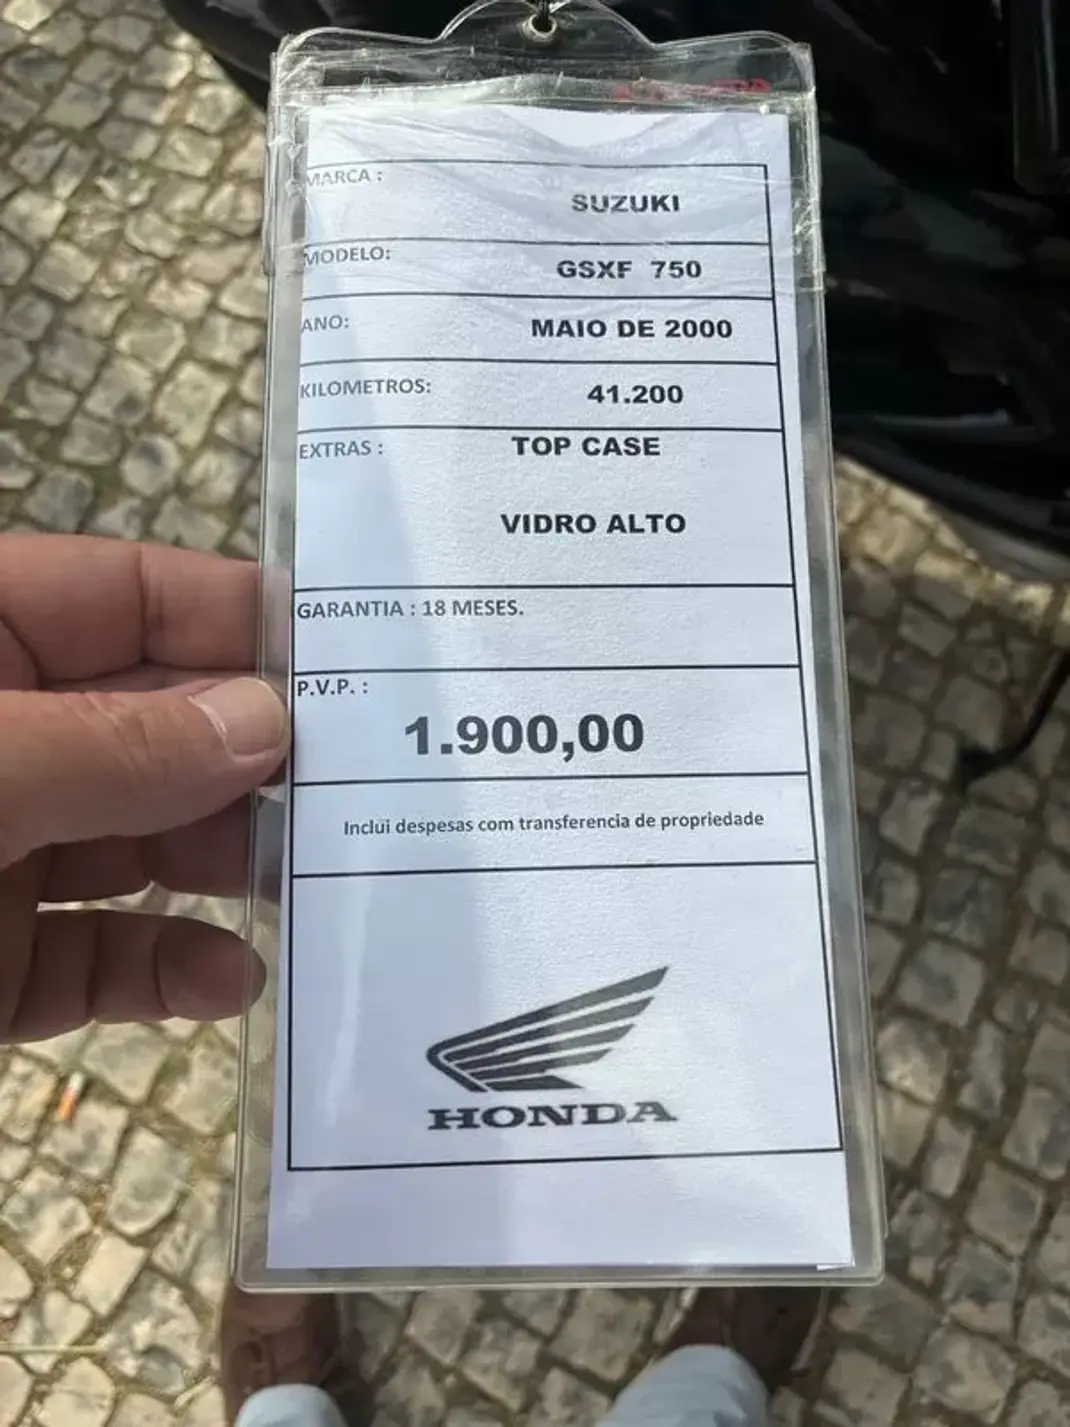 MARCA :
SUZUKI
MODELO:
GSXF 750
ANO:
MAIO DE 2000
KILOMETROS:
41.200
EXTRAS :
TOP CASE
VIDRO ALTO
GARANTIA : 18 MESES.
P.V.P. :
1.900,00
Inclui despesas com transferencia de propriedade
HONDA